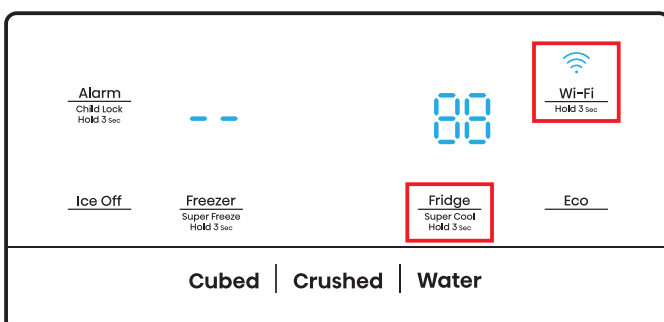 Alarm
Child Lock
Hold 3 Sec
-- 88
Wi-Fi
Hold 3 Sec
Ice Off
Freezer
Super Freeze
Hold 3 Sec
Fridge
Super Cool
Hold 3 Sec
Eco
Cubed | Crushed | Water